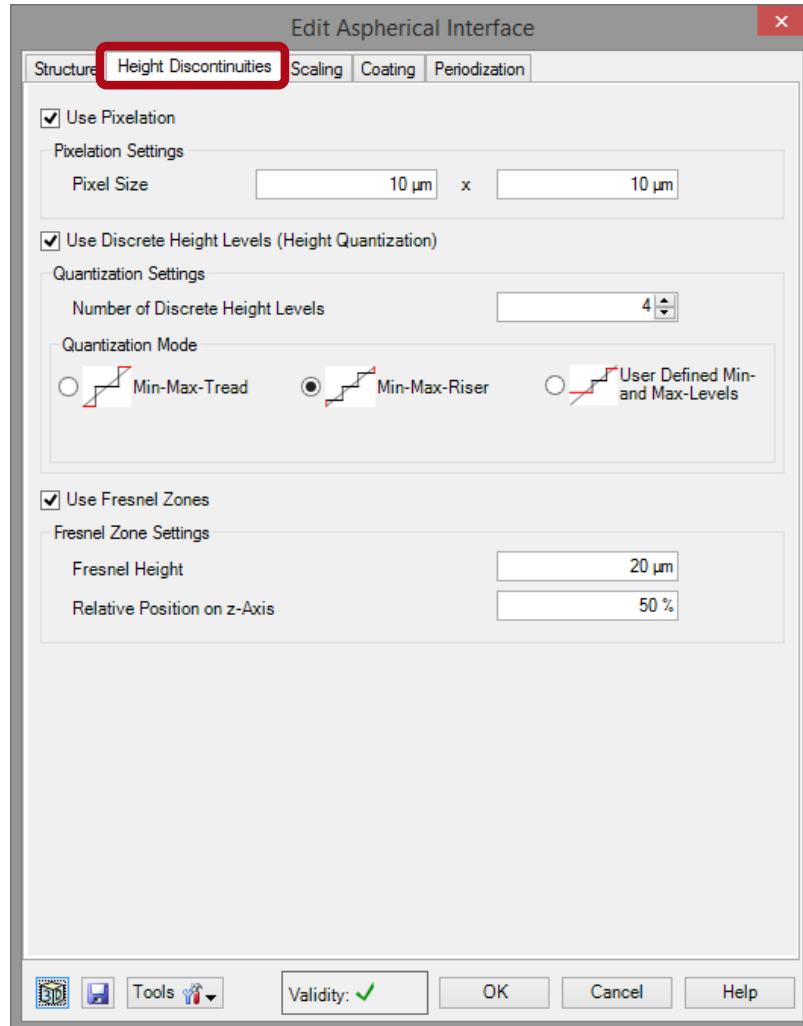 Edit Aspherical Interface
Structure Height Discontinuities Scaling Coating Periodization
Use Pixelation
Pixelation Settings
Pixel Size 10 µm x 10 µm
Use Discrete Height Levels (Height Quantization)
Quantization Settings
Number of Discrete Height Levels 4
Quantization Mode
Min-Max-Tread Min-Max-Riser User Defined Min-
and Max-Levels
Use Fresnel Zones
Fresnel Zone Settings
Fresnel Height 20 µm
Relative Position on z-Axis 50 %
3D Tools Validity: OK Cancel Help